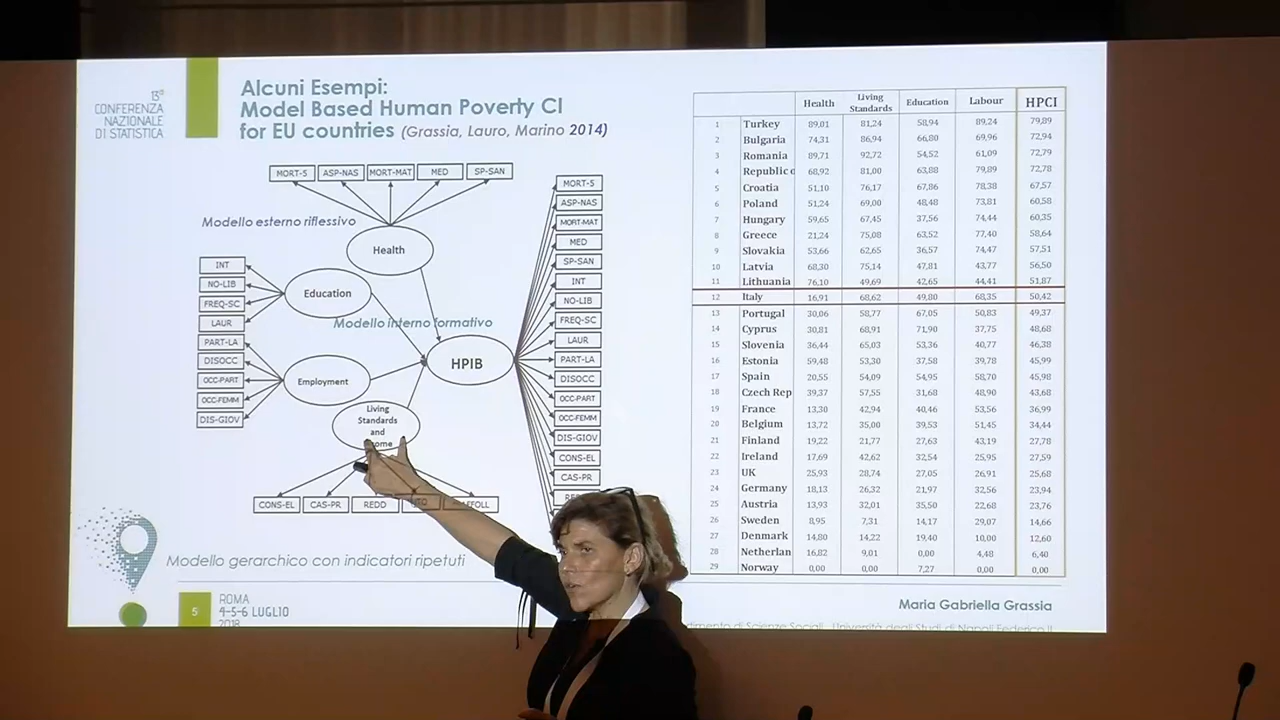 13ª
CONFERENZA
NAZIONALE
DI STATISTICA
Alcuni Esempi:
Model Based Human Poverty CI
for EU countries (Grassia, Lauro, Marino 2014)
MORT-5 ASP-NAS MORT-MAT MED SP-SAN
Modello esterno riflessivo
Health
INT
NO-LIB
FREQ-SC
LAUR
Education
Modello interno formativo
PART-LA
DISOCC
OCC-PART
OCC-FEMM
DIS-GIOV
Employment
HPIB
Living
Standards
and
CONS-EL CAS-PR REDD
MORT-5
ASP-NAS
MORT-MAT
MED
SP-SAN
INT
NO-LIB
FREQ-SC
LAUR
PART-LA
DISOCC
OCC-PART
OCC-FEMM
DIS-GIOV
CONS-EL
CAS-PR
Modello gerarchico con indicatori ripetuti
Health Living Standards Education Labour HPCI
1 Turkey 89,01 81,24 58,94 89,24 79,89
2 Bulgaria 74,31 86,94 66,80 69,96 72,94
3 Romania 89,71 92,72 54,52 61,09 72,79
4 Republic o 68,92 81,00 63,88 79,89 72,78
5 Croatia 51,10 76,17 67,86 78,38 67,57
6 Poland 51,24 69,00 48,48 73,81 60,58
7 Hungary 59,65 67,45 37,56 74,44 60,35
8 Greece 21,24 75,08 63,52 77,40 58,64
9 Slovakia 53,66 62,65 36,57 74,47 57,51
10 Latvia 68,30 75,14 47,81 43,77 56,50
11 Lithuania 76,10 49,69 42,65 44,41 51,87
12 Italy 16,91 68,62 49,80 68,35 50,42
13 Portugal 30,06 58,77 67,05 50,83 49,37
14 Cyprus 30,81 68,91 71,90 37,75 48,68
15 Slovenia 36,44 65,03 53,36 40,77 46,38
16 Estonia 59,48 53,30 37,58 39,78 45,99
17 Spain 20,55 54,09 54,95 58,70 45,98
18 Czech Rep 39,37 57,55 31,68 48,90 43,68
19 France 13,30 42,94 40,46 53,56 36,99
20 Belgium 13,72 35,00 39,53 51,45 34,44
21 Finland 19,22 21,77 27,63 43,19 27,78
22 Ireland 17,69 42,62 32,54 25,95 27,59
23 UK 25,93 28,74 27,05 26,91 25,68
24 Germany 18,13 26,32 21,97 32,56 23,94
25 Austria 13,93 32,01 35,50 22,68 23,76
26 Sweden 8,95 7,31 14,17 29,07 14,66
27 Denmark 14,80 14,22 19,40 10,00 12,60
28 Netherlan 16,82 9,01 0,00 4,48 6,40
29 Norway 0,00 0,00 7,27 0,00 0,00
5
ROMA
4-5-6 LUGLIO
2018
Maria Gabriella Grassia
dimento di Scienze Sociali - Università degli Studi di Napoli Federico II